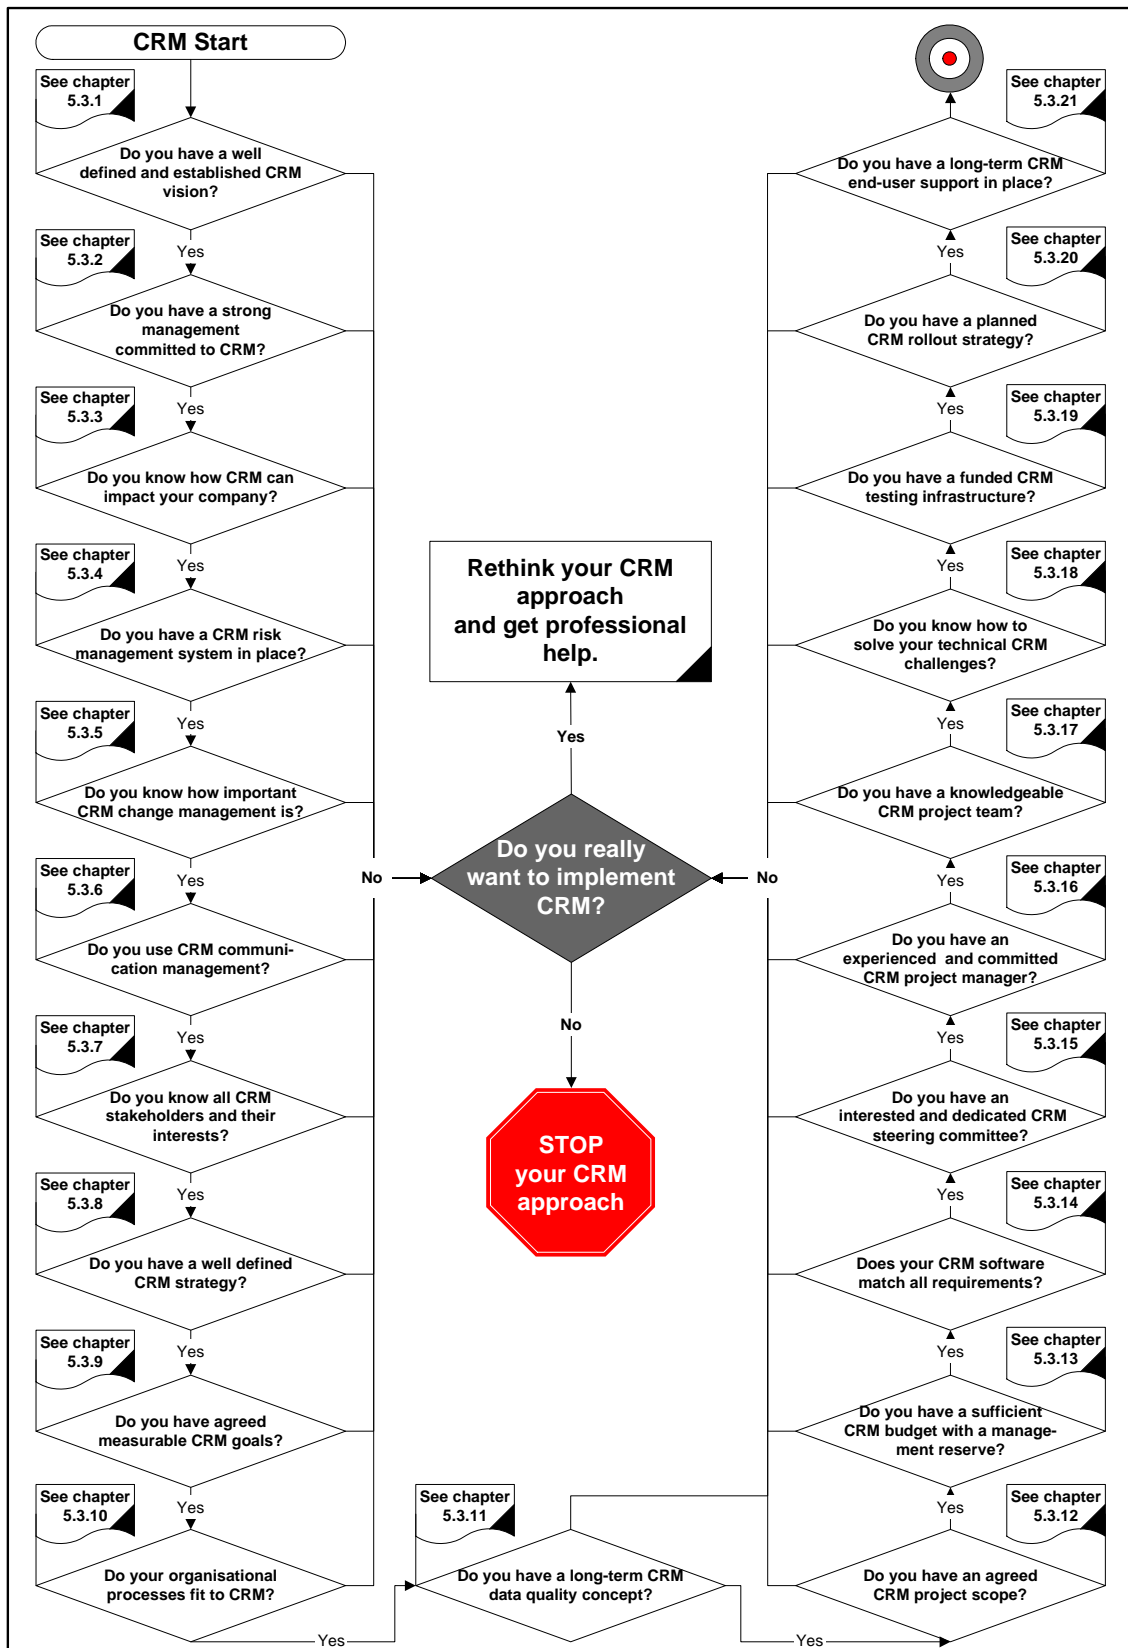 CRM Start
See chapter
5.3.1
Do you have a well
defined and established CRM
vision?
Yes
See chapter
5.3.2
Do you have a strong
management
committed to CRM?
Yes
See chapter
5.3.3
Do you know how CRM can
impact your company?
Yes
See chapter
5.3.4
Do you have a CRM risk
management system in place?
Yes
See chapter
5.3.5
Do you know how important
CRM change management is?
Yes
See chapter
5.3.6
Do you use CRM communi-
cation management?
Yes
See chapter
5.3.7
Do you know all CRM
stakeholders and their
interests?
Yes
See chapter
5.3.8
Do you have a well defined
CRM strategy?
Yes
See chapter
5.3.9
Do you have agreed
measurable CRM goals?
Yes
See chapter
5.3.10
Do your organisational
processes fit to CRM?
Yes
No
Rethink your CRM
approach
and get professional
help.
Yes
Do you really
want to implement
CRM?
No
STOP
your CRM
approach
See chapter
5.3.11
Do you have a long-term CRM
data quality concept?
Yes
No
See chapter
5.3.21
Do you have a long-term CRM
end-user support in place?
Yes
See chapter
5.3.20
Do you have a planned
CRM rollout strategy?
Yes
See chapter
5.3.19
Do you have a funded CRM
testing infrastructure?
Yes
See chapter
5.3.18
Do you know how to
solve your technical CRM
challenges?
Yes
See chapter
5.3.17
Do you have a knowledgeable
CRM project team?
Yes
See chapter
5.3.16
Do you have an
experienced and committed
CRM project manager?
Yes
See chapter
5.3.15
Do you have an
interested and dedicated CRM
steering committee?
Yes
See chapter
5.3.14
Does your CRM software
match all requirements?
Yes
See chapter
5.3.13
Do you have a sufficient
CRM budget with a manage-
ment reserve?
Yes
See chapter
5.3.12
Do you have an agreed
CRM project scope?